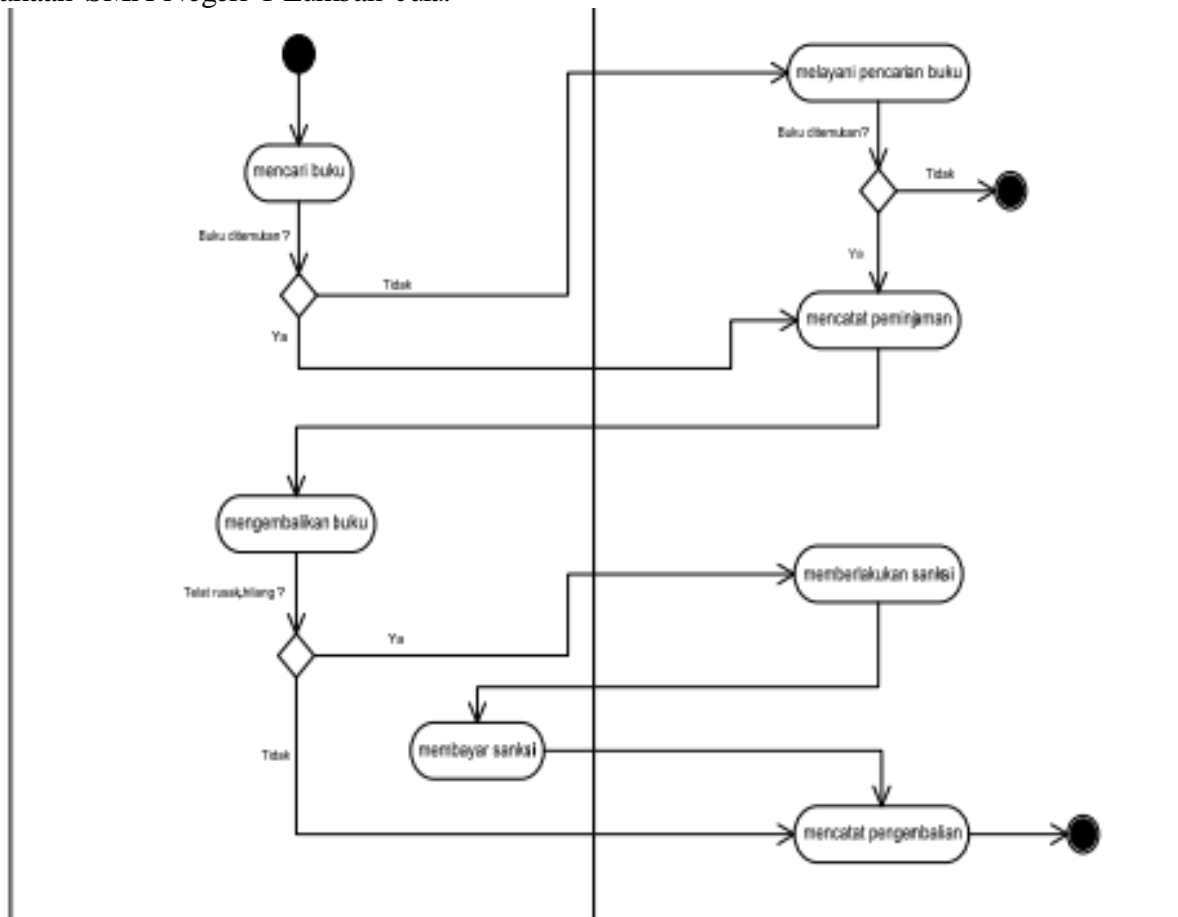 melayani pencarian buku
Buku ditemukan?
Tidak
mencari buku
Buku ditemukan ?
Tidak
Ya
Ya
mencatat peminjaman
mengembalikan buku
Telat rusak,hilang ?
Ya
memberlakukan sanksi
membayar sanksi
Tidak
mencatat pengembalian